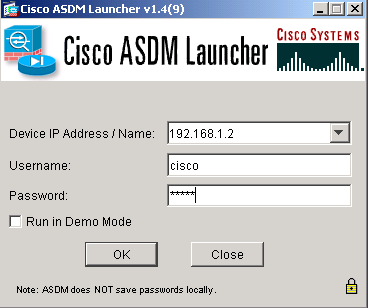 Cisco ASDM Launcher v1.4(9)
Cisco ASDM Launcher
CISCO SYSTEMS
Device IP Address / Name: 192.168.1.2
Username: cisco
Password: *****
Run in Demo Mode
OK Close
Note: ASDM does NOT save passwords locally.